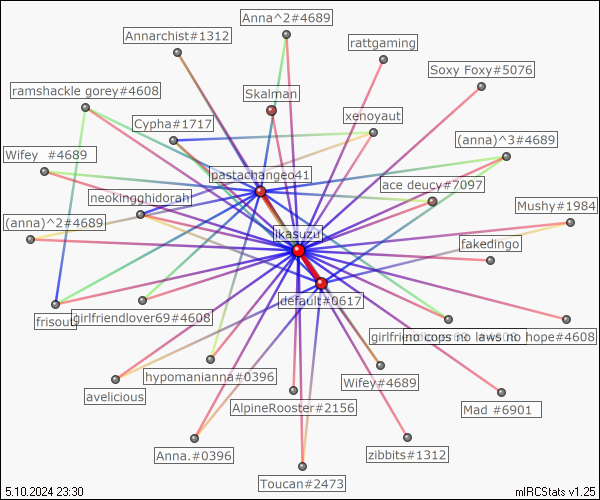 Anna^2#4689
Annarchist#1312
rattgaming
Soxy Foxy#5076
ramshackle gorey#4608
Skalman
xenoyaut
Cypha#1717
(anna)^3#4689
Wifey #4689
pastachangeo41
ace deucy#7097
neokingghidorah
Mushy#1984
(anna)^2#4689
likasuzu
fakedingo
default#0617
frisout
girlfriendlover69#4608
no cops no laws no hope#4608
hypomanianna#0396
Wifey#4689
avelicious
AlpineRooster#2156
Mad #6901
Anna.#0396
zibbits#1312
Toucan#2473
5.10.2024 23:30
mIRCStats v1.25